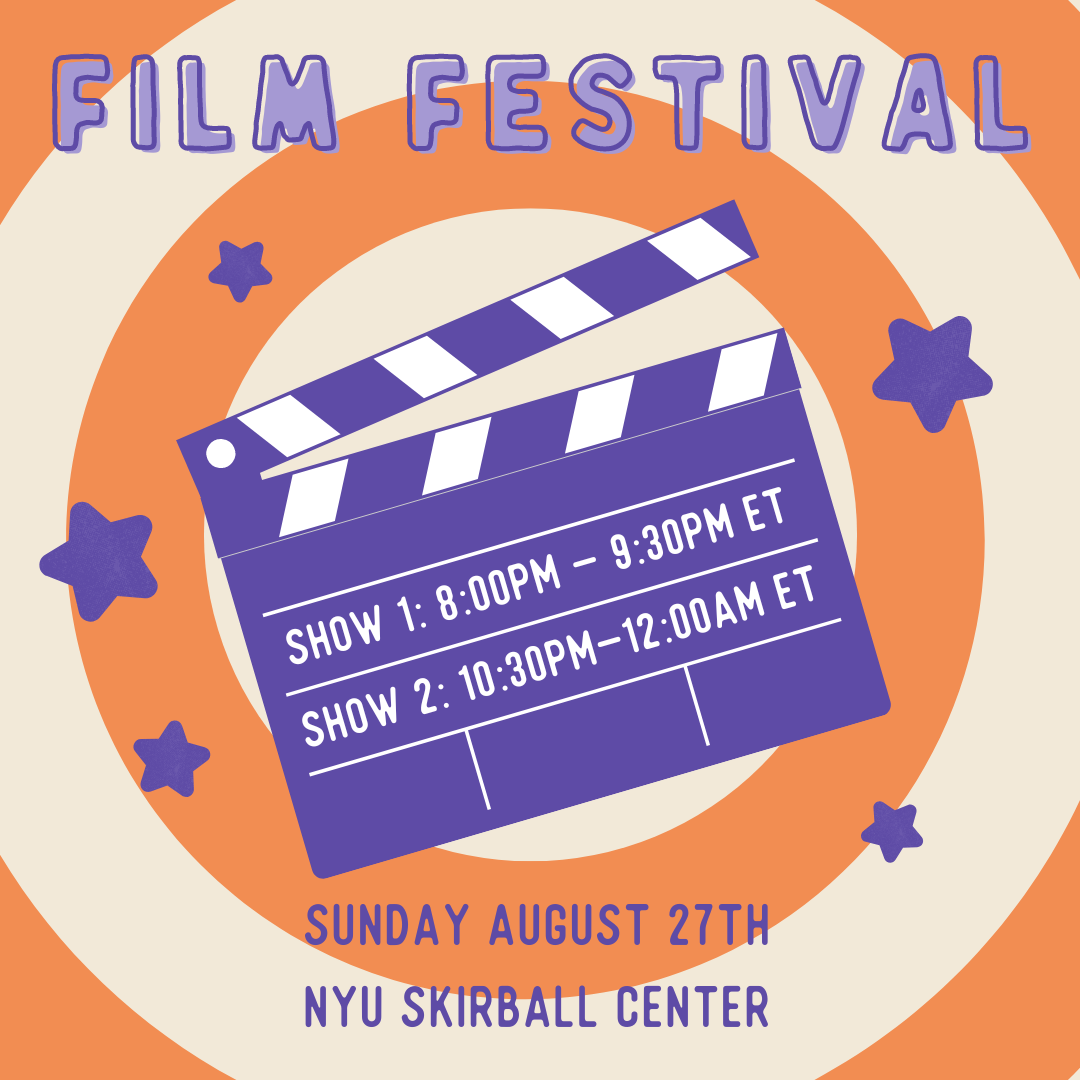 FILM FESTIVAL
SHOW 1: 8:00PM – 9:30PM ET
SHOW 2: 10:30PM–12:00AM ET
SUNDAY AUGUST 27TH
NYU SKIRBALL CENTER